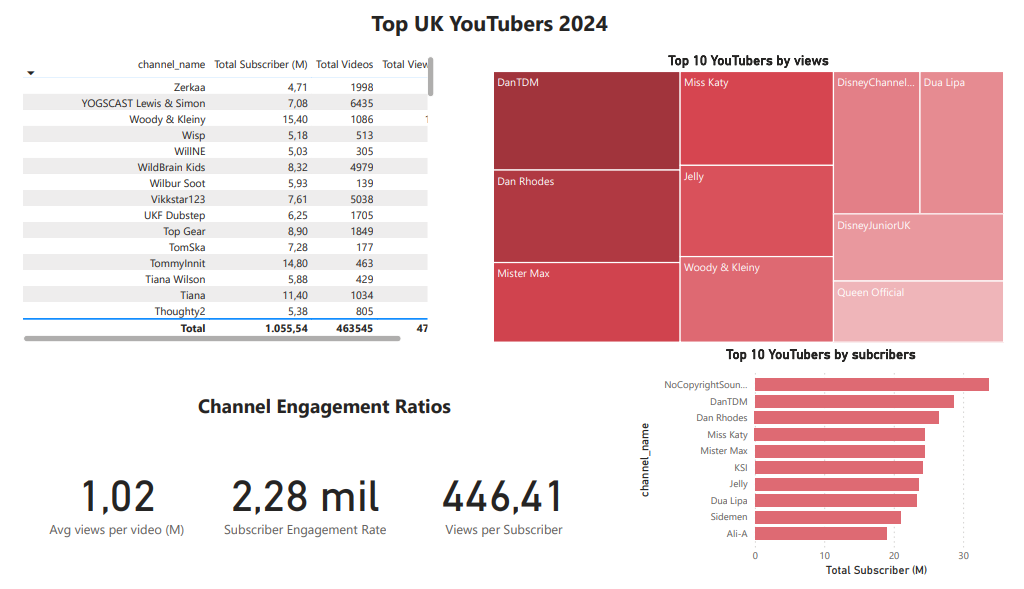 Top UK YouTubers 2024
channel_name Total Subscriber (M) Total Videos Total View
Zerkaa 4,71 1998
YOGSCAST Lewis & Simon 7,08 6435
Woody & Kleiny 15,40 1086 1
Wisp 5,18 513
WillNE 5,03 305
WildBrain Kids 8,32 4979
Wilbur Soot 5,93 139
Vikkstar123 7,61 5038
UKF Dubstep 6,25 1705
Top Gear 8,90 1849
TomSka 7,28 177
TommyInnit 14,80 463
Tiana Wilson 5,88 429
Tiana 11,40 1034
Thoughty2 5,38 805
Total 1.055,54 463545 47
Top 10 YouTubers by views
DanTDM
Dan Rhodes
Mister Max
Miss Katy
Jelly
Woody & Kleiny
DisneyChannel...
Dua Lipa
DisneyJuniorUK
Queen Official
Channel Engagement Ratios
1,02
Avg views per video (M)
2,28 mil
Subscriber Engagement Rate
446,41
Views per Subscriber
Top 10 YouTubers by subcribers
channel_name
NoCopyrightSoun...
DanTDM
Dan Rhodes
Miss Katy
Mister Max
KSI
Jelly
Dua Lipa
Sidemen
Ali-A
0 10 20 30
Total Subscriber (M)